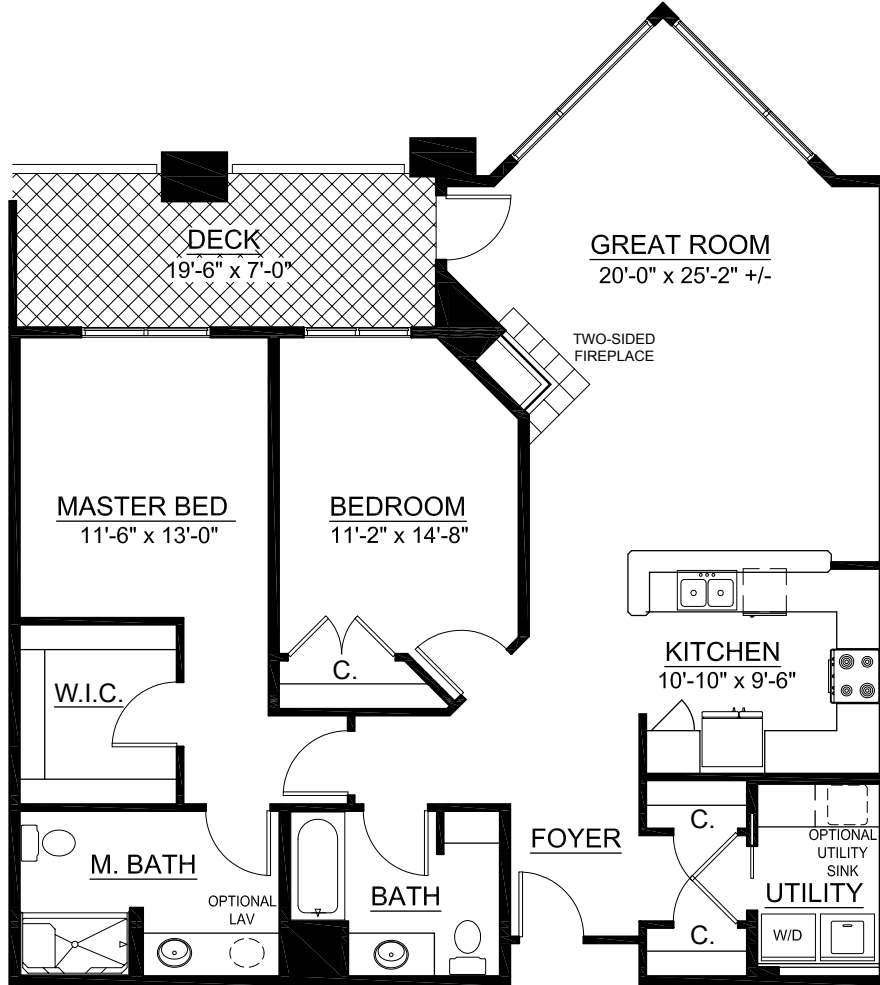 DECK
19'-6" x 7'-0"
GREAT ROOM
20'-0" x 25'-2" +/-
TWO-SIDED
FIREPLACE
MASTER BED
11'-6" x 13'-0"
BEDROOM
11'-2" x 14'-8"
KITCHEN
10'-10" x 9'-6"
C.
W.I.C.
C.
FOYER
OPTIONAL
UTILITY
SINK
M. BATH
UTILITY
OPTIONAL
LAV
BATH
C.
W/D